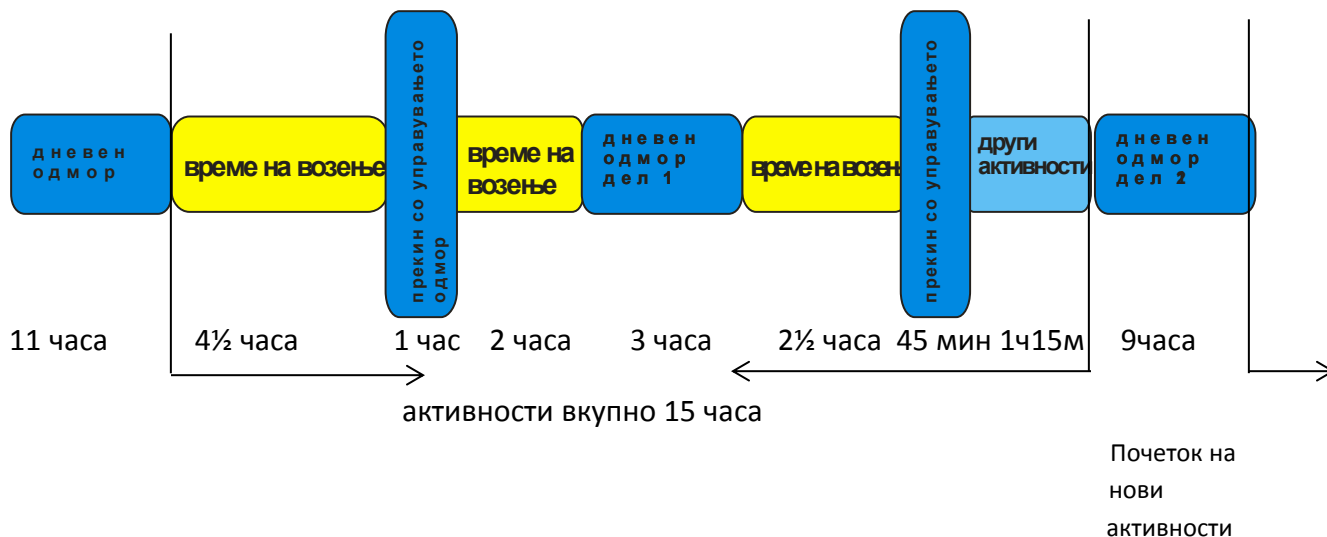 дневен
одмор
време на возење
прекин со управувањето
одмор
време на
возење
дневен
одмор
дел 1
време на возењ
прекин со управувањето
други
активности
дневен
одмор
дел 2
11 часа 4½ часа 1 час 2 часа 3 часа 2½ часа 45 мин 1ч15м 9часа
активности вкупно 15 часа
Почеток на
нови
активности